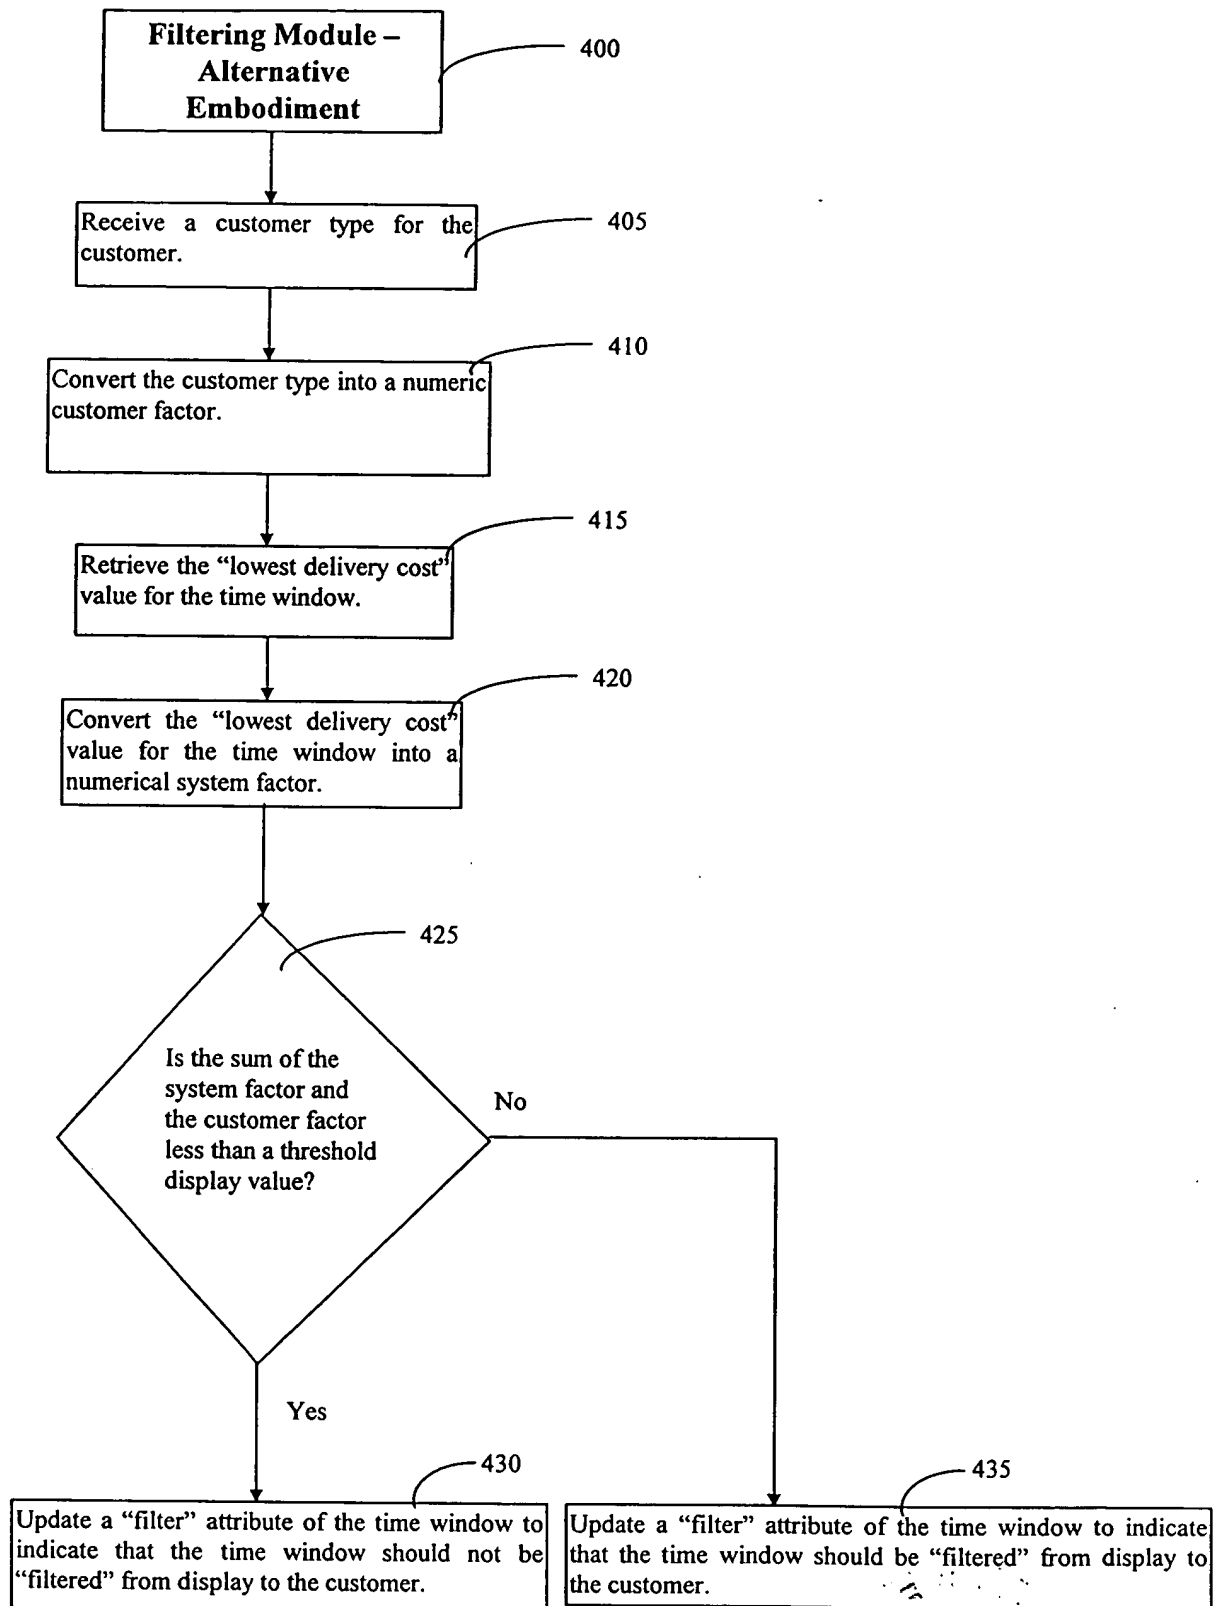 Filtering Module –
Alternative
Embodiment
400
Receive a customer type for the
customer.
405
410
Convert the customer type into a numeric
customer factor.
415
Retrieve the “lowest delivery cost”
value for the time window.
420
Convert the “lowest delivery cost”
value for the time window into a
numerical system factor.
425
Is the sum of the
system factor and
the customer factor
less than a threshold
display value?
No
Yes
430
Update a “filter” attribute of the time window to
indicate that the time window should not be
“filtered” from display to the customer.
435
Update a “filter” attribute of the time window to indicate
that the time window should be “filtered” from display to
the customer.